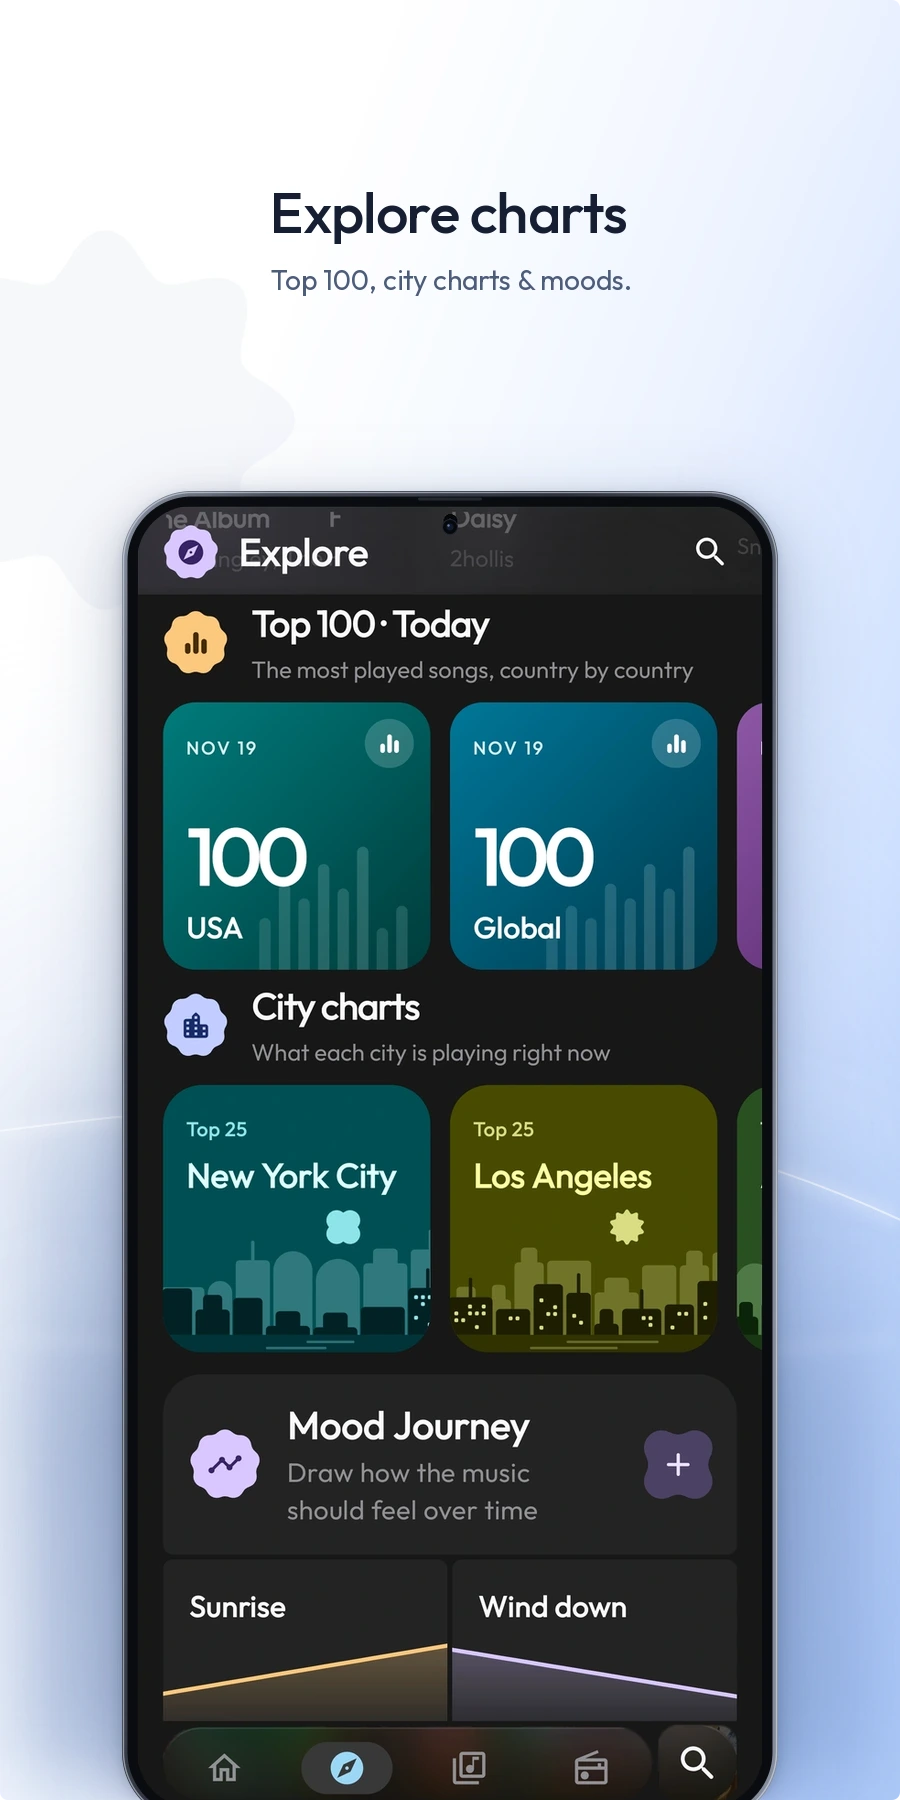 Explore charts
Top 100, city charts & moods.
he Album
Daisy
Explore
2hollis
Sn
Top 100 · Today
The most played songs, country by country
NOV 19
NOV 19
100
100
USA
Global
City charts
What each city is playing right now
Top 25
Top 25
New York City
Los Angeles
Mood Journey
Draw how the music
should feel over time
Sunrise
Wind down